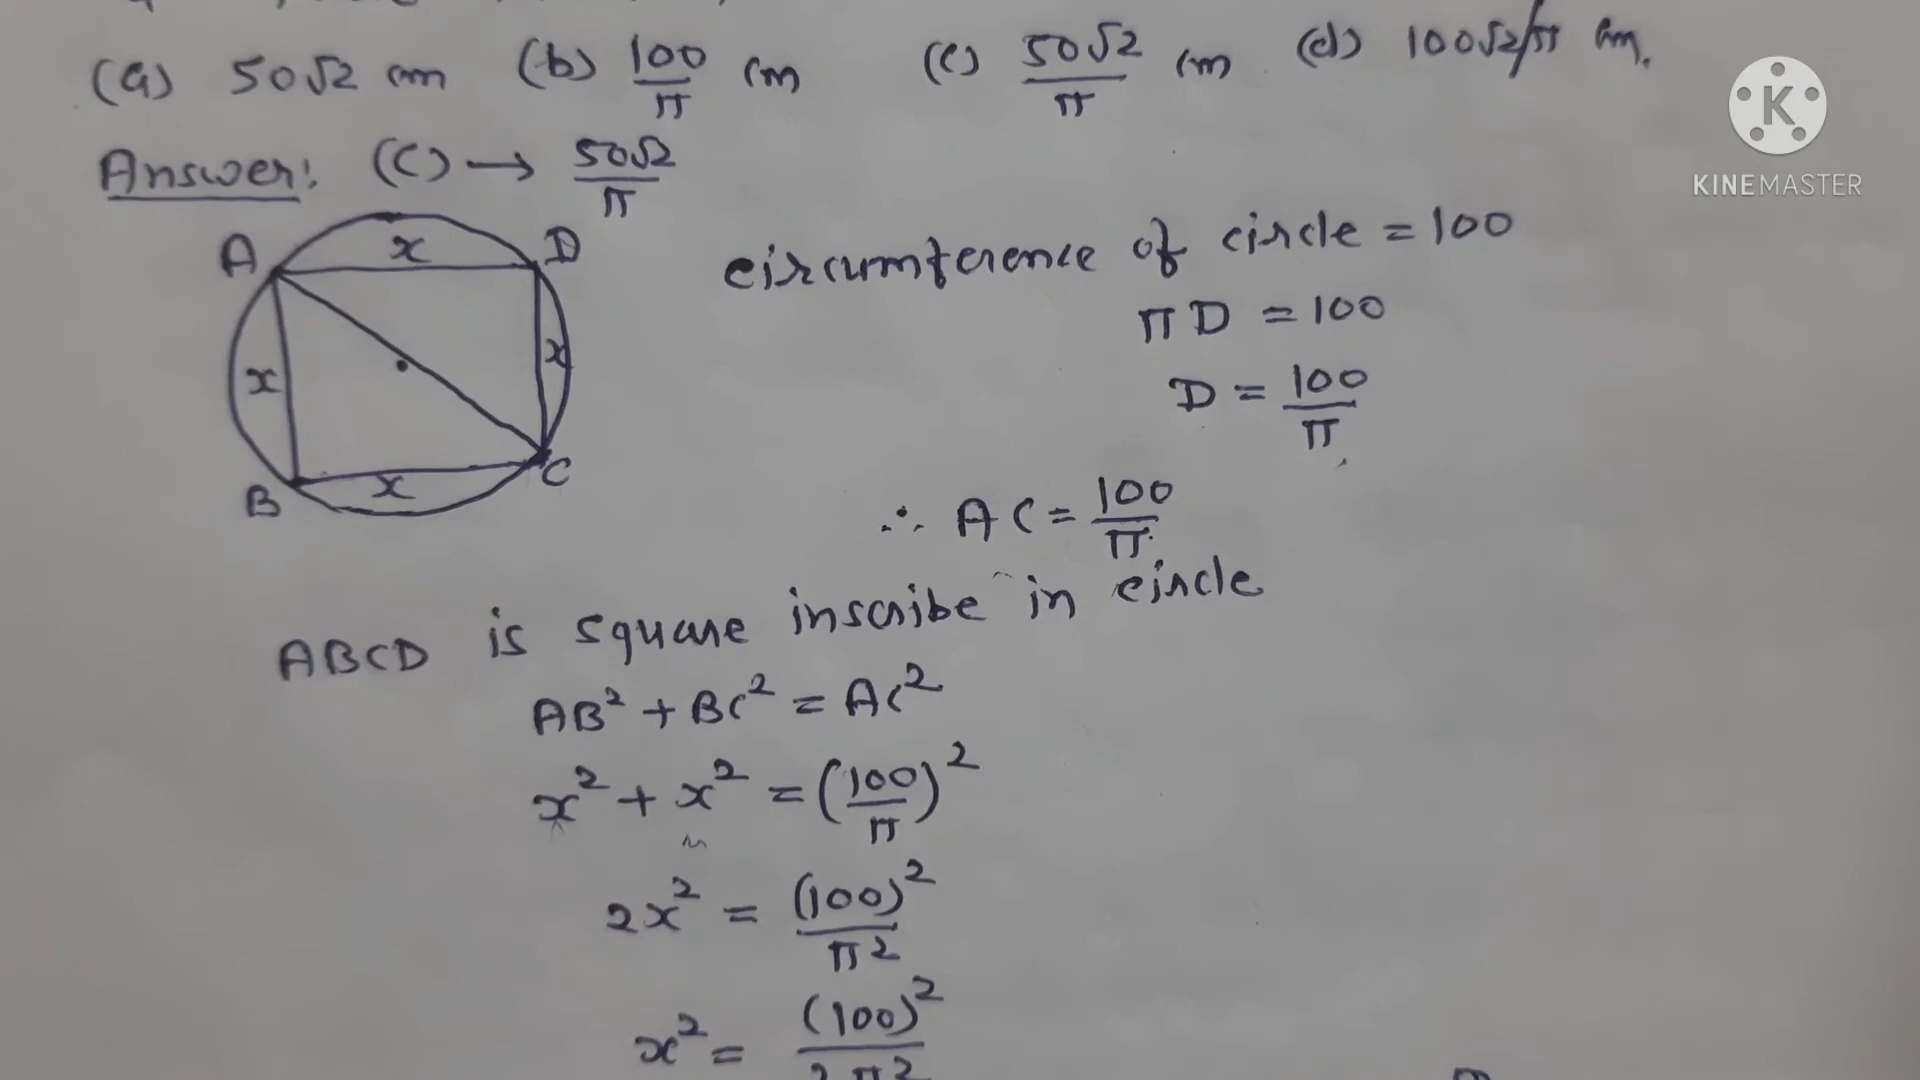 (a) 50√2 cm (b) 100/π cm (c) 50√2/π cm (d) 100√2/π cm.
K
KINEMASTER
Answer: (C) → 50√2/π
A x D
x x
B x C
circumference of circle = 100
π D = 100
D = 100/π
∴ AC = 100/π
ABCD is square inscribe in circle
AB² + BC² = AC²
x² + x² = (100/π)²
2x² = (100)²/π²
x² = (100)²/2π²